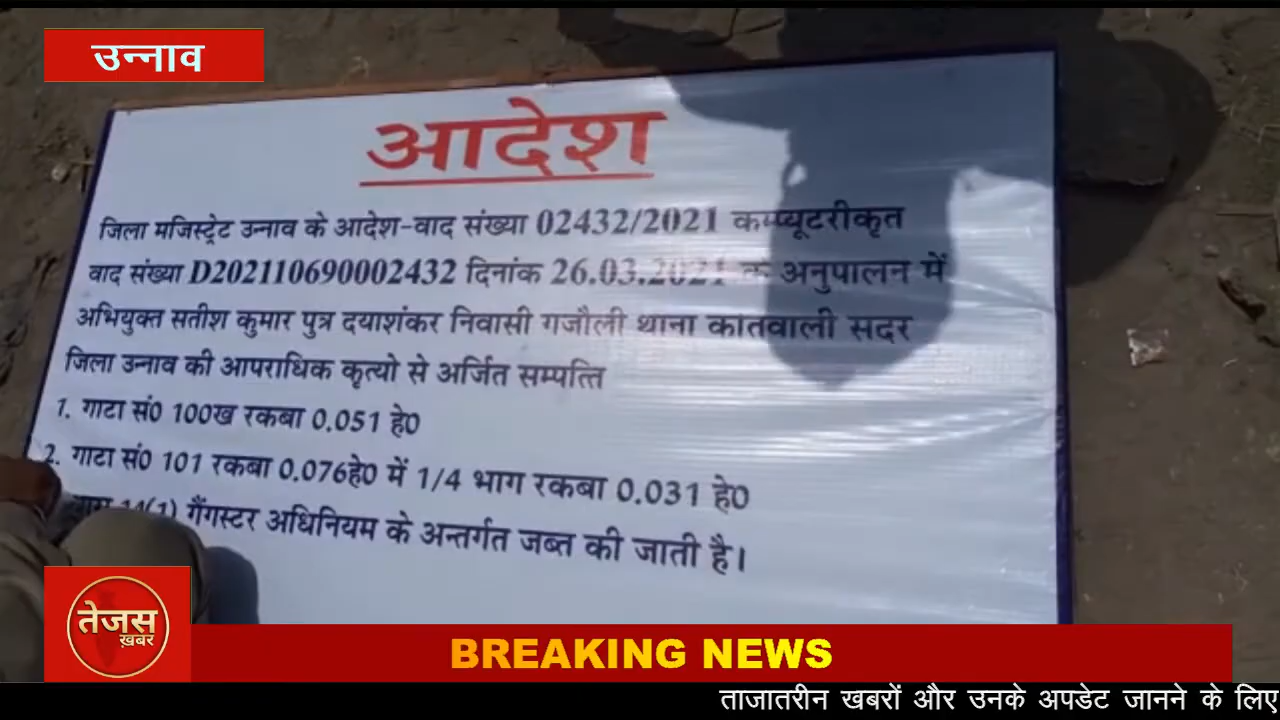 उन्नाव
आदेश
जिला मजिस्ट्रेट उन्नाव के आदेश-वाद संख्या 02432/2021 कम्प्यूटरीकृत
वाद संख्या D202110690002432 दिनांक 26.03.2021 के अनुपालन में
अभियुक्त सतीश कुमार पुत्र दयाशंकर निवासी गजौली थाना कातवाली सदर
जिला उन्नाव की आपराधिक कृत्यो से अर्जित सम्पत्ति
1. गाटा सं0 100ख रकबा 0.051 हे0
2. गाटा सं0 101 रकबा 0.076हे0 में 1/4 भाग रकबा 0.031 हे0
14(1) गैंगस्टर अधिनियम के अन्तर्गत जब्त की जाती है।
तेजस
ख़बर
BREAKING NEWS
ताजातरीन खबरों और उनके अपडेट जानने के लिए